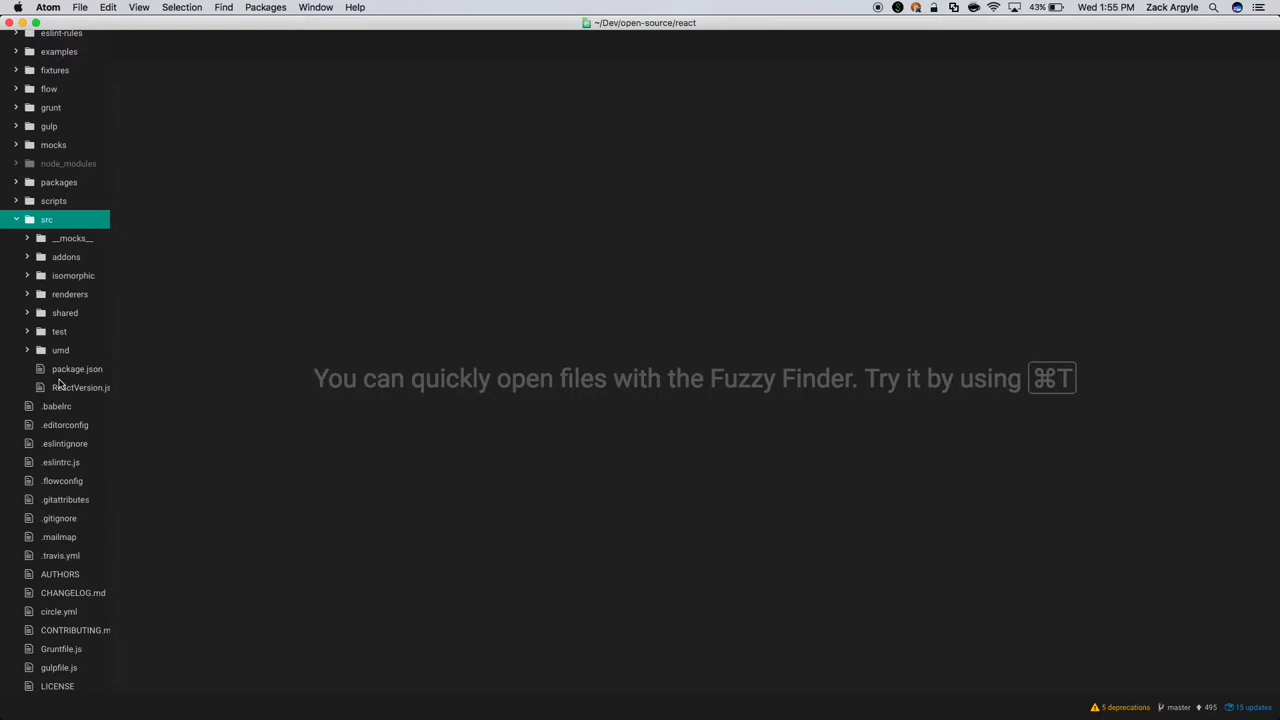 Atom File Edit View Selection Find Packages Window Help 43% Wed 1:55 PM Zack Argyle
~/Dev/open-source/react
eslint-rules
examples
fixtures
flow
grunt
gulp
mocks
node_modules
packages
scripts
src
__mocks__
addons
isomorphic
renderers
shared
test
umd
package.json
ReactVersion.js
.babelrc
.editorconfig
.eslintignore
.eslintrc.js
.flowconfig
.gitattributes
.gitignore
.mailmap
.travis.yml
AUTHORS
CHANGELOG.md
circle.yml
CONTRIBUTING.m
Gruntfile.js
gulpfile.js
LICENSE
You can quickly open files with the Fuzzy Finder. Try it by using ⌘T
5 deprecations master 495 15 updates